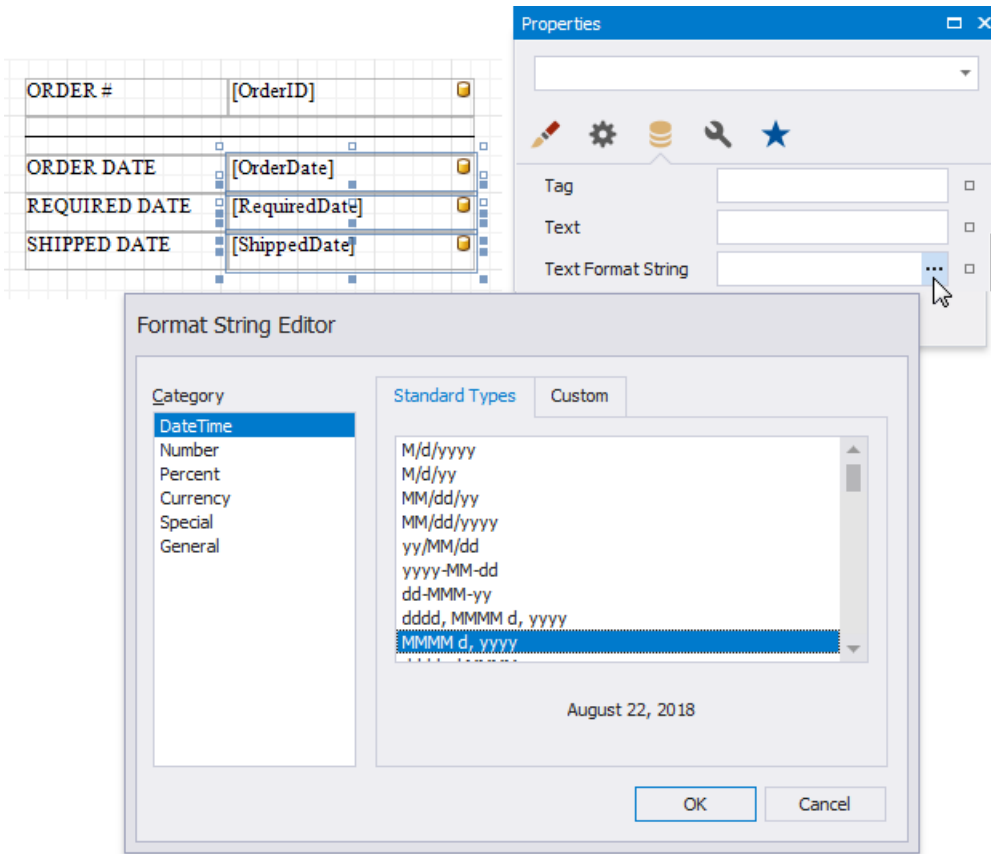 Properties
ORDER # [OrderID]
ORDER DATE [OrderDate]
REQUIRED DATE [RequiredDate]
SHIPPED DATE [ShippedDate]
Tag
Text
Text Format String
Format String Editor
Category
DateTime
Number
Percent
Currency
Special
General
Standard Types Custom
M/d/yyyy
M/d/yy
MM/dd/yy
MM/dd/yyyy
yy/MM/dd
yyyy-MM-dd
dd-MMM-yy
dddd, MMMM d, yyyy
MMMM d, yyyy
August 22, 2018
OK Cancel